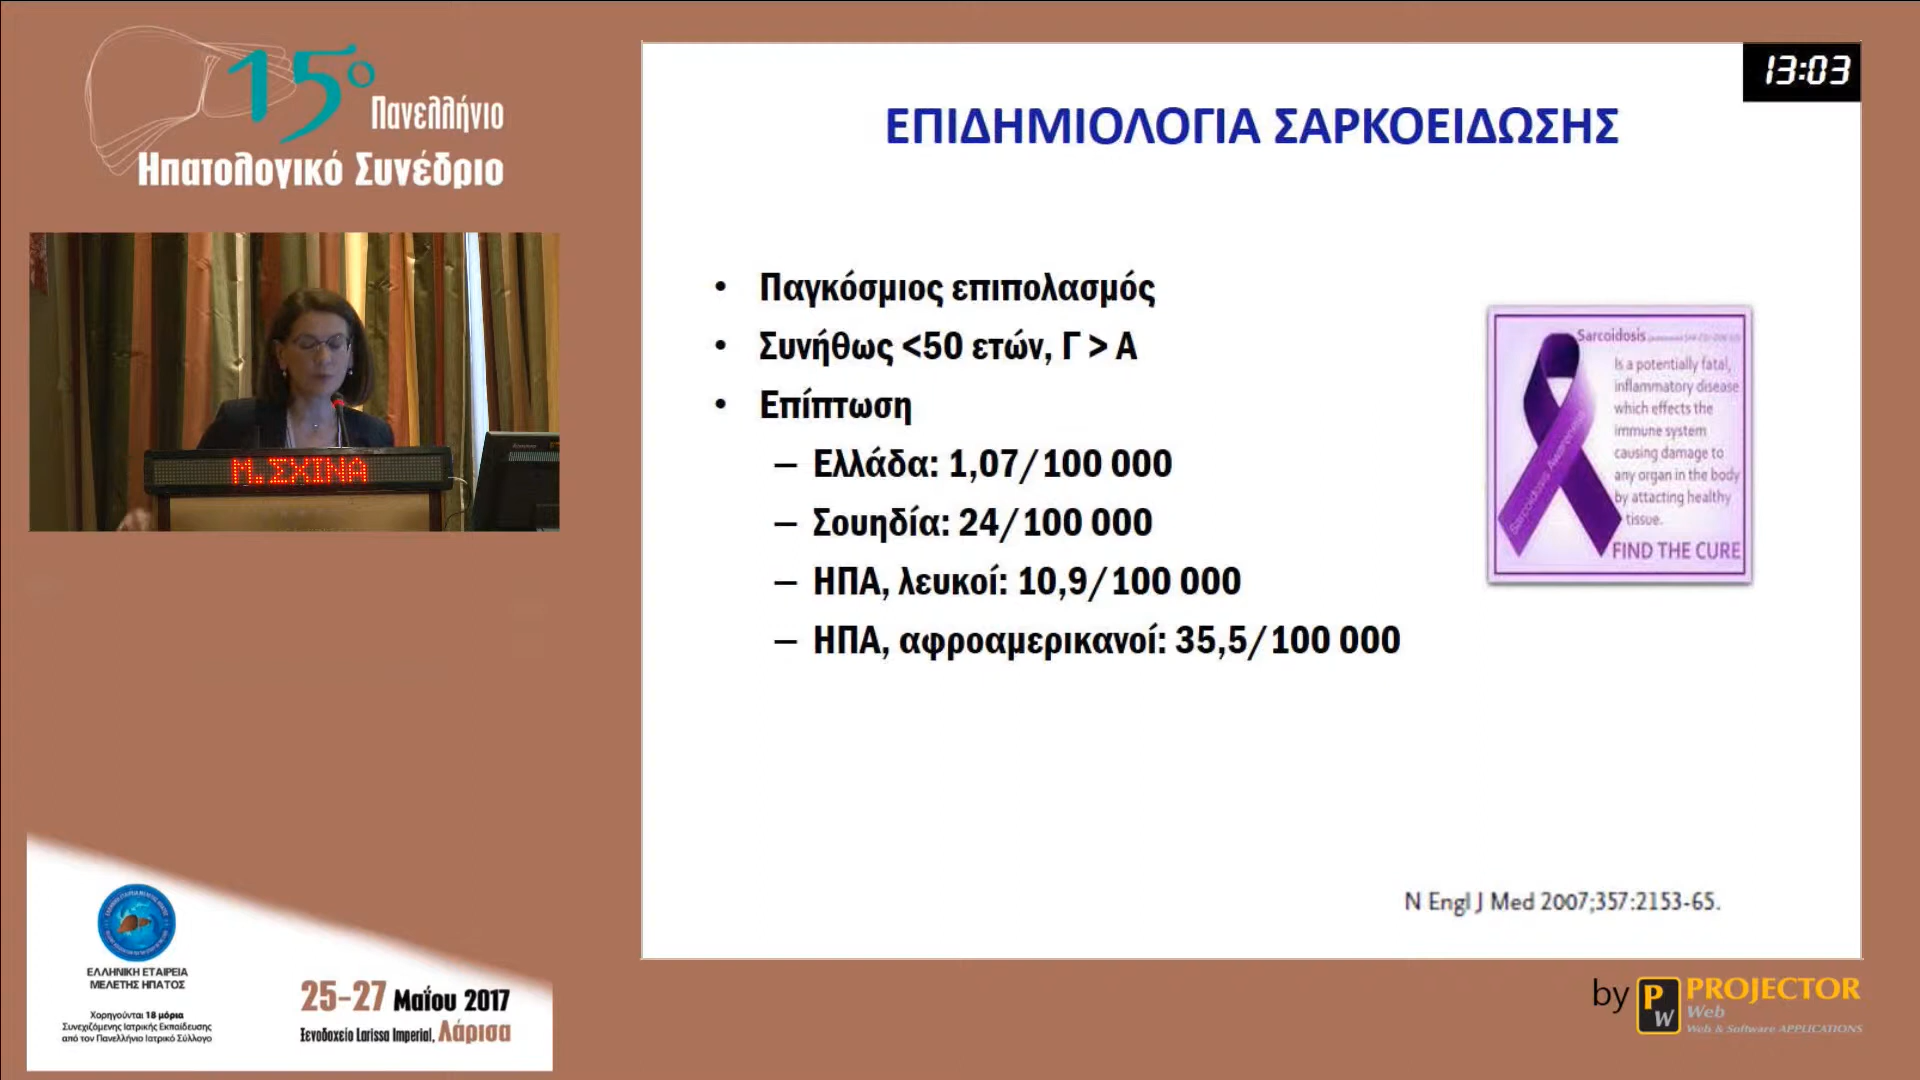 15ο
Πανελλήνιο
Ηπατολογικό Συνέδριο
Μ.ΣΧΙΝΑ
13:03
ΕΠΙΔΗΜΙΟΛΟΓΙΑ ΣΑΡΚΟΕΙΔΩΣΗΣ
• Παγκόσμιος επιπολασμός
• Συνήθως <50 ετών, Γ > Α
• Επίπτωση
– Ελλάδα: 1,07/100 000
– Σουηδία: 24/100 000
– ΗΠΑ, λευκοί: 10,9/100 000
– ΗΠΑ, αφροαμερικανοί: 35,5/100 000
Sarcoidosis
Is a potentially fatal,
inflammatory disease
which effects the
immune system
causing damage to
any organ in the body
by attacting healthy
tissue.
FIND THE CURE
Sarcoidosis Awareness
N Engl J Med 2007;357:2153-65.
ΕΛΛΗΝΙΚΗ ΕΤΑΙΡΕΙΑ
ΜΕΛΕΤΗΣ ΗΠΑΤΟΣ
Χορηγούνται 18 μόρια
Συνεχιζόμενης Ιατρικής Εκπαίδευσης
από τον Πανελλήνιο Ιατρικό Σύλλογο
25-27 Μαΐου 2017
Ξενοδοχείο Larissa Imperial, Λάρισα
by PW PROJECTOR
Web
Web & Software APPLICATIONS